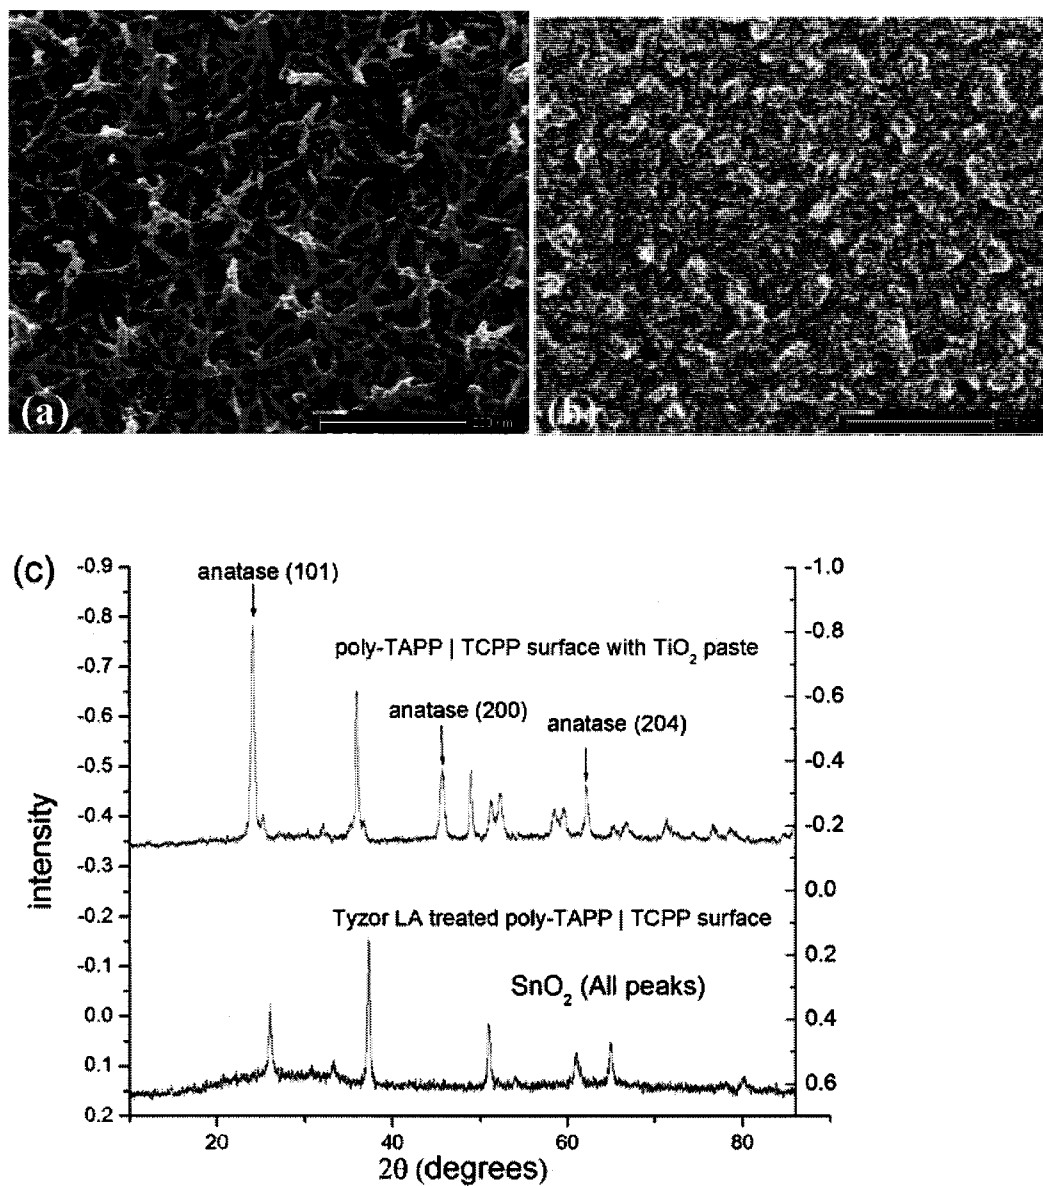 (a)
(b)
(c)
intensity
-0.9
-0.8
-0.7
-0.6
-0.5
-0.4
-0.3
-0.2
-0.1
0.0
0.1
0.2
anatase (101)
poly-TAPP | TCPP surface with TiO₂ paste
anatase (200)
anatase (204)
Tyzor LA treated poly-TAPP | TCPP surface
SnO₂ (All peaks)
-1.0
-0.8
-0.6
-0.4
-0.2
0.0
0.2
0.4
0.6
20
40
60
80
2θ (degrees)